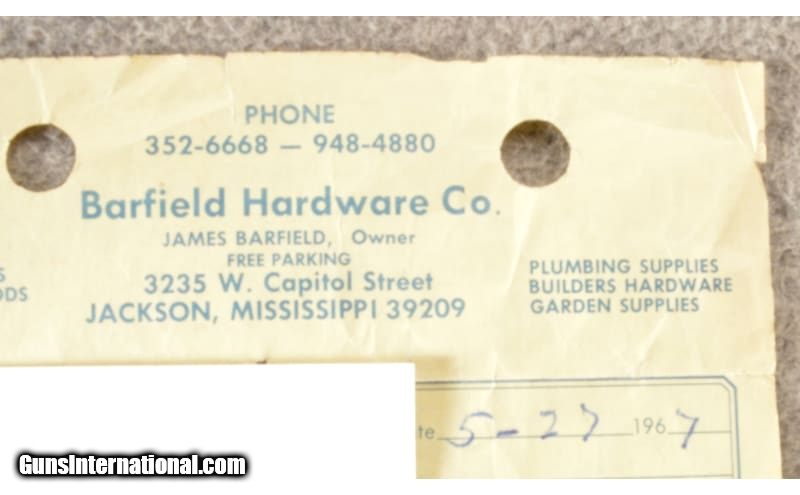 PHONE
352-6668 — 948-4880
Barfield Hardware Co.
JAMES BARFIELD, Owner
FREE PARKING
3235 W. Capitol Street
JACKSON, MISSISSIPPI 39209
PLUMBING SUPPLIES
BUILDERS HARDWARE
GARDEN SUPPLIES
5-27 1967
GunsInternational.com